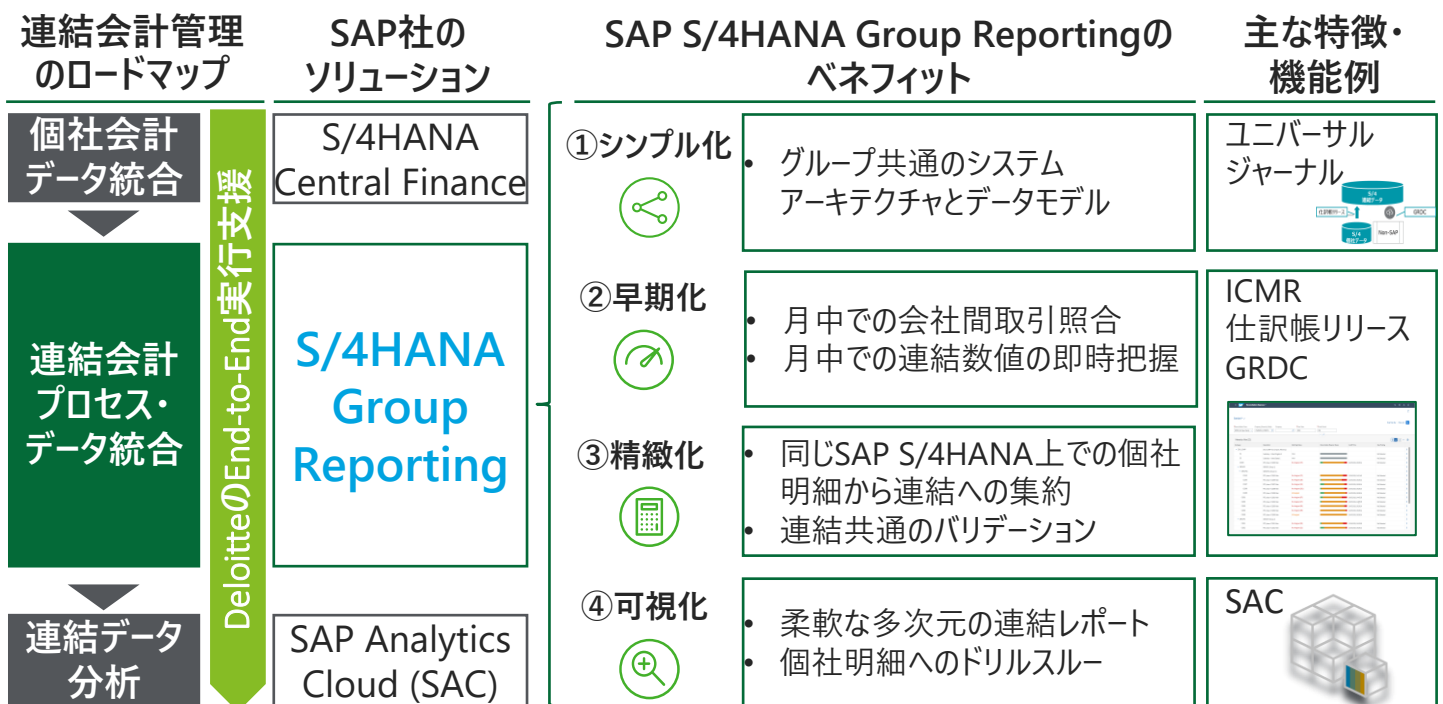 連結会計管理
のロードマップ
SAP社の
ソリューション
SAP S/4HANA Group Reportingの
ベネフィット
主な特徴・
機能例
個社会計
データ統合
連結会計
プロセス・
データ統合
連結データ
分析
DeloitteのEnd-to-End実行支援
S/4HANA
Central Finance
S/4HANA
Group
Reporting
SAP Analytics
Cloud (SAC)
①シンプル化
• グループ共通のシステム
アーキテクチャとデータモデル
ユニバーサル
ジャーナル
S/4
GRDC
S/4
Non-SAP
②早期化
• 月中での会社間取引照合
• 月中での連結数値の即時把握
ICMR
仕訳帳リリース
GRDC
③精緻化
• 同じSAP S/4HANA上での個社
明細から連結への集約
• 連結共通のバリデーション
④可視化
• 柔軟な多次元の連結レポート
• 個社明細へのドリルスルー
SAC